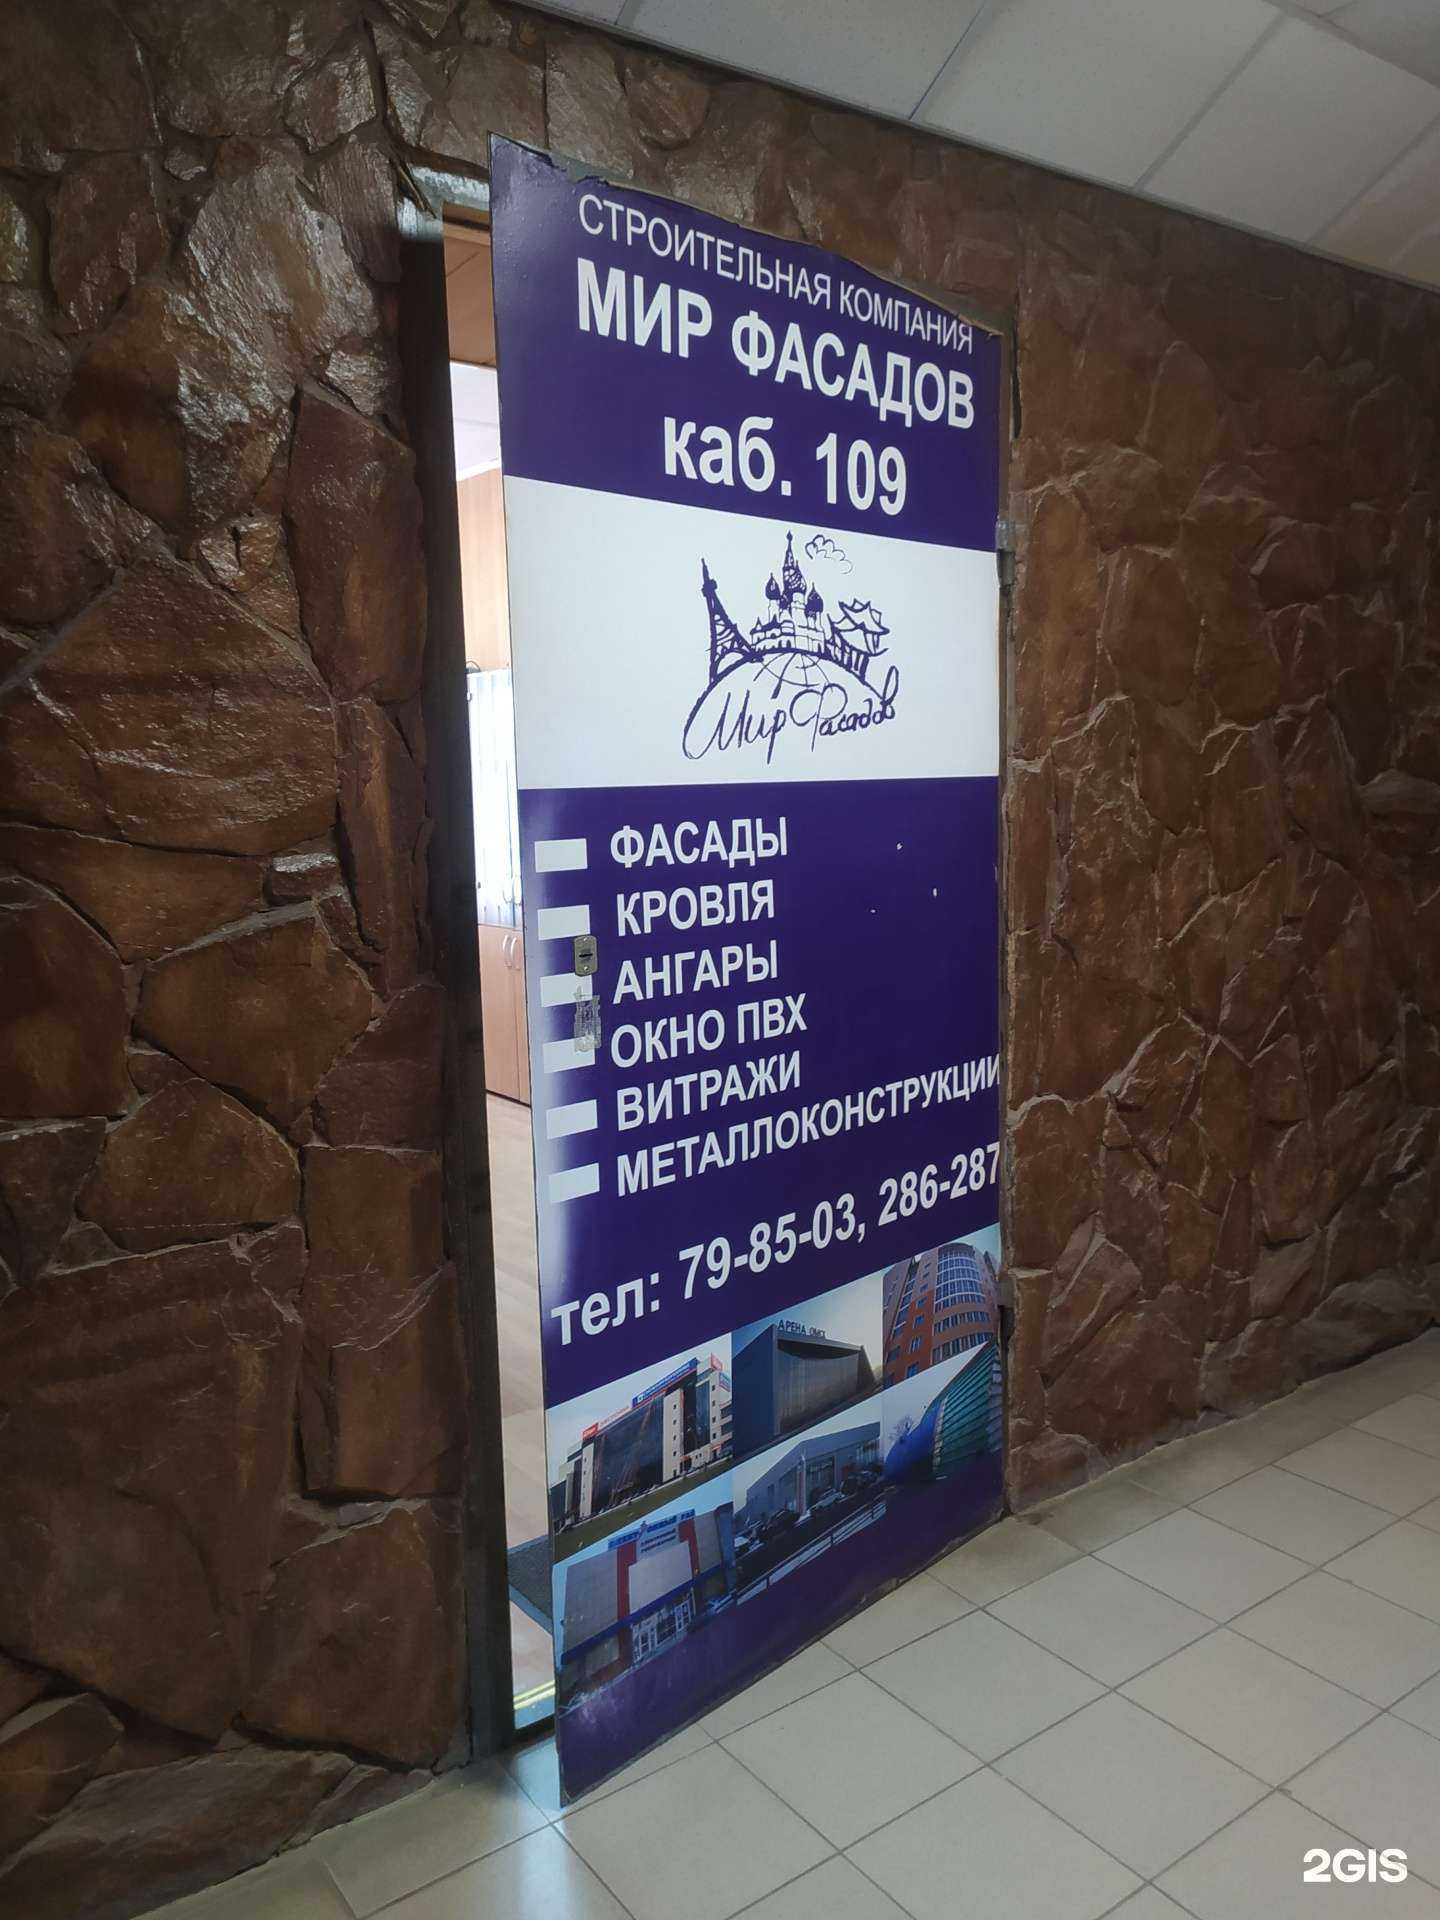 СТРОИТЕЛЬНАЯ КОМПАНИЯ
МИР ФАСАДОВ
каб. 109
Мир Фасадов
ФАСАДЫ
КРОВЛЯ
АНГАРЫ
ОКНО ПВХ
ВИТРАЖИ
МЕТАЛЛОКОНСТРУКЦИИ
тел: 79-85-03, 286-287
АРЕНА ОМСК
2GIS